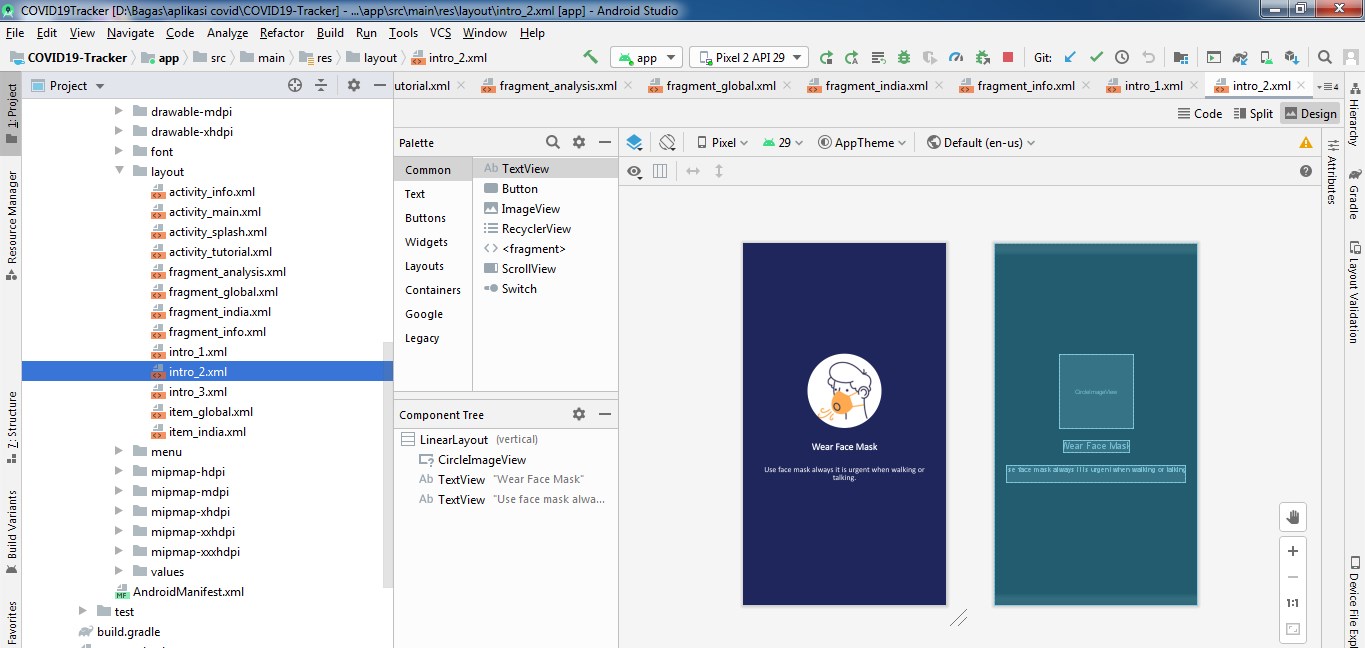 COVID19Tracker [D:\Bagas\aplikasi covid\COVID19-Tracker] - ...\app\src\main\res\layout\intro_2.xml [app] - Android Studio
File Edit View Navigate Code Analyze Refactor Build Run Tools VCS Window Help
COVID19-Tracker app src main res layout intro_2.xml app Pixel 2 API 29 Git:
1: Project
Resource Manager
7: Structure
Build Variants
Favorites
Project
drawable-mdpi
drawable-xhdpi
font
layout
activity_info.xml
activity_main.xml
activity_splash.xml
activity_tutorial.xml
fragment_analysis.xml
fragment_global.xml
fragment_india.xml
fragment_info.xml
intro_1.xml
intro_2.xml
intro_3.xml
item_global.xml
item_india.xml
menu
mipmap-hdpi
mipmap-mdpi
mipmap-xhdpi
mipmap-xxhdpi
mipmap-xxxhdpi
values
AndroidManifest.xml
test
build.gradle
utorial.xml fragment_analysis.xml fragment_global.xml fragment_india.xml fragment_info.xml intro_1.xml intro_2.xml 4
Code Split Design
Palette
Common
Text
Buttons
Widgets
Layouts
Containers
Google
Legacy
Ab TextView
Button
ImageView
RecyclerView
<fragment>
ScrollView
Switch
Component Tree
LinearLayout (vertical)
CircleImageView
Ab TextView "Wear Face Mask"
Ab TextView "Use face mask alwa...
Pixel 29 AppTheme Default (en-us)
Wear Face Mask
Use face mask always it is urgent when walking or
talking.
CircleImageView
Wear Face Mask
se face mask always it is urgent when walking or talking
1:1
Attributes
Hierarchy
Gradle
Layout Validation
Device File Expl